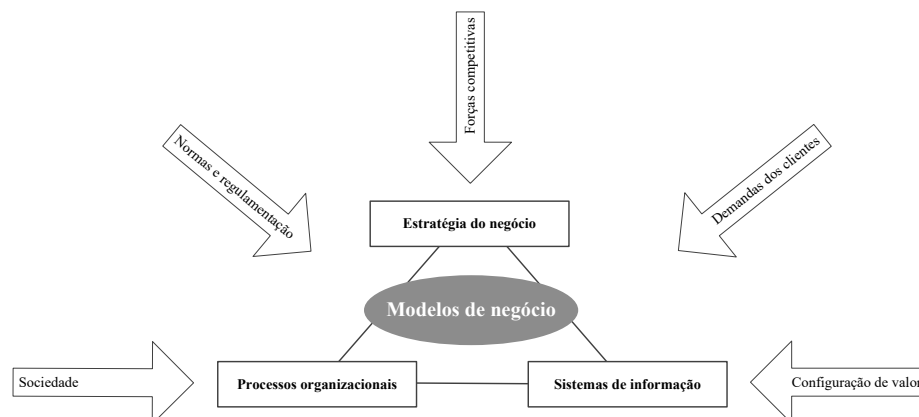 Forças competitivas
Normas e regulamentação
Demandas dos clientes
Estratégia do negócio
Modelos de negócio
Sociedade
Processos organizacionais
Sistemas de informação
Configuração de valor